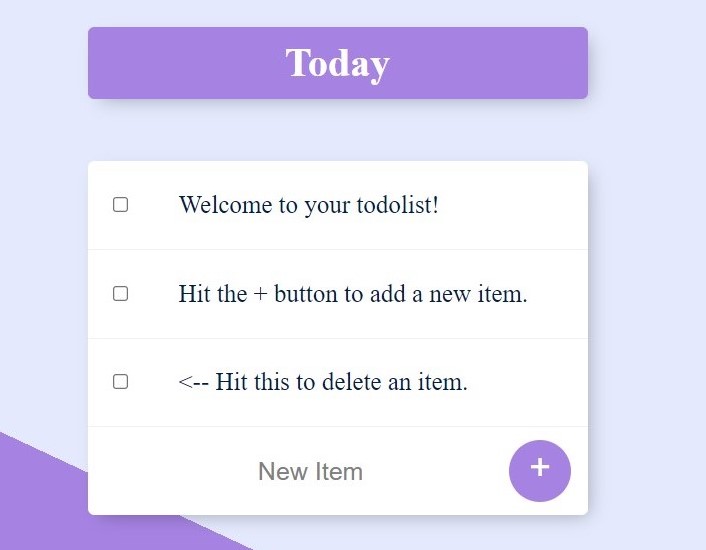 Today
Welcome to your todolist!
Hit the + button to add a new item.
<-- Hit this to delete an item.
New Item
+